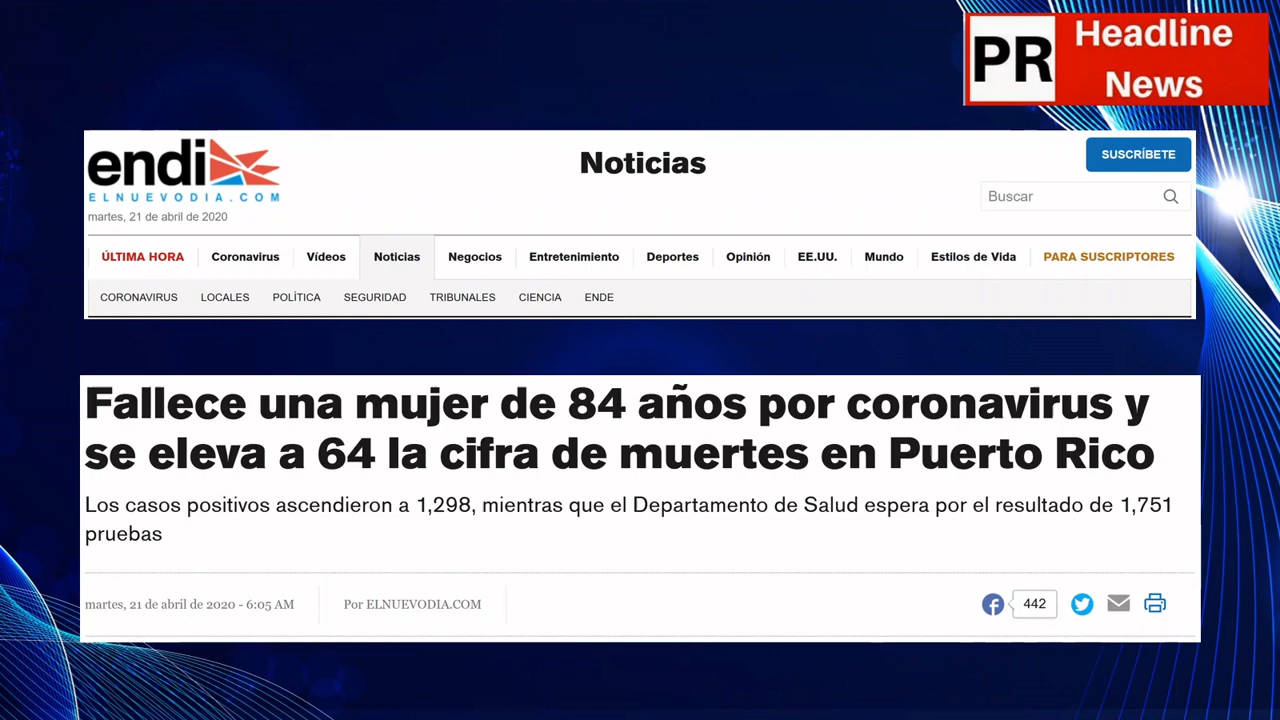 PR
Headline
News
endi
ELNUEVODIA.COM
martes, 21 de abril de 2020
Noticias
SUSCRÍBETE
Buscar
ÚLTIMA HORA Coronavirus Vídeos Noticias Negocios Entretenimiento Deportes Opinión EE.UU. Mundo Estilos de Vida PARA SUSCRIPTORES
CORONAVIRUS LOCALES POLÍTICA SEGURIDAD TRIBUNALES CIENCIA ENDE
Fallece una mujer de 84 años por coronavirus y
se eleva a 64 la cifra de muertes en Puerto Rico
Los casos positivos ascendieron a 1,298, mientras que el Departamento de Salud espera por el resultado de 1,751
pruebas
martes, 21 de abril de 2020 - 6:05 AM Por ELNUEVODIA.COM 442